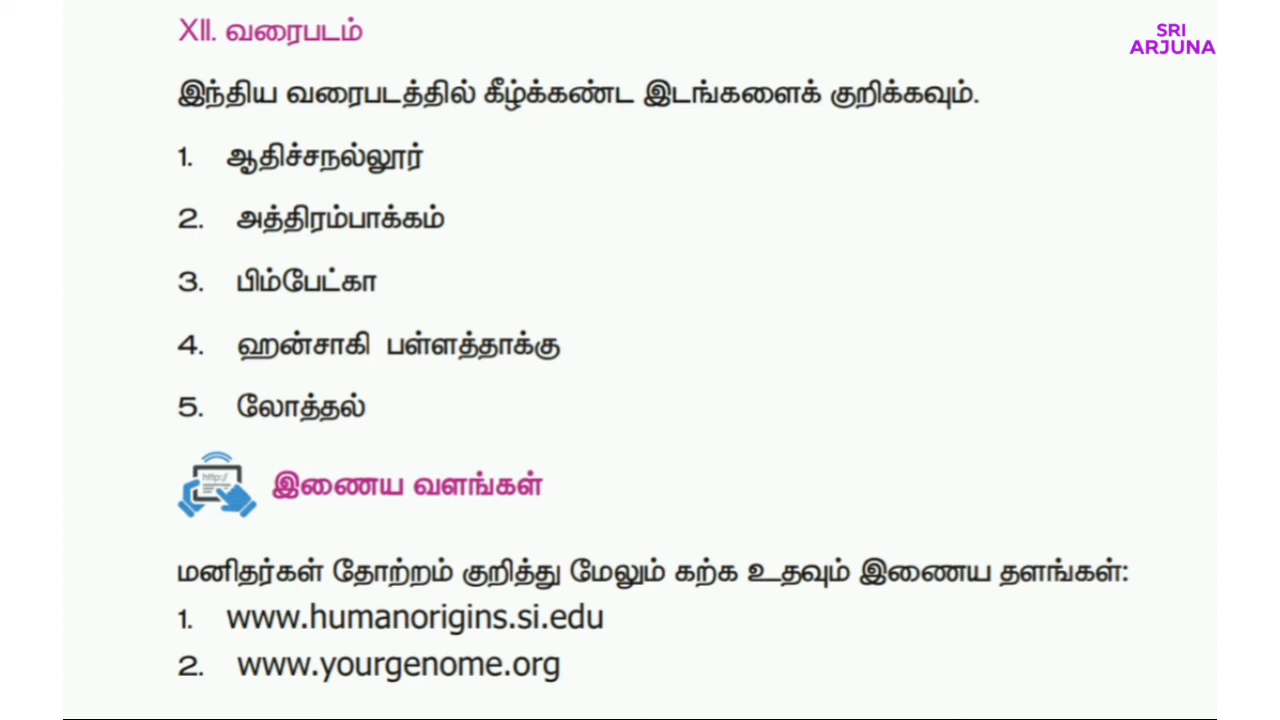 SRI
ARJUNA
XII. வரைபடம்
இந்திய வரைபடத்தில் கீழ்க்கண்ட இடங்களைக் குறிக்கவும்.
1. ஆதிச்சநல்லூர்
2. அத்திரம்பாக்கம்
3. பிம்பேட்கா
4. ஹன்சாகி பள்ளத்தாக்கு
5. லோத்தல்
http://
இணைய வளங்கள்
மனிதர்கள் தோற்றம் குறித்து மேலும் கற்க உதவும் இணைய தளங்கள்:
1. www.humanorigins.si.edu
2. www.yourgenome.org